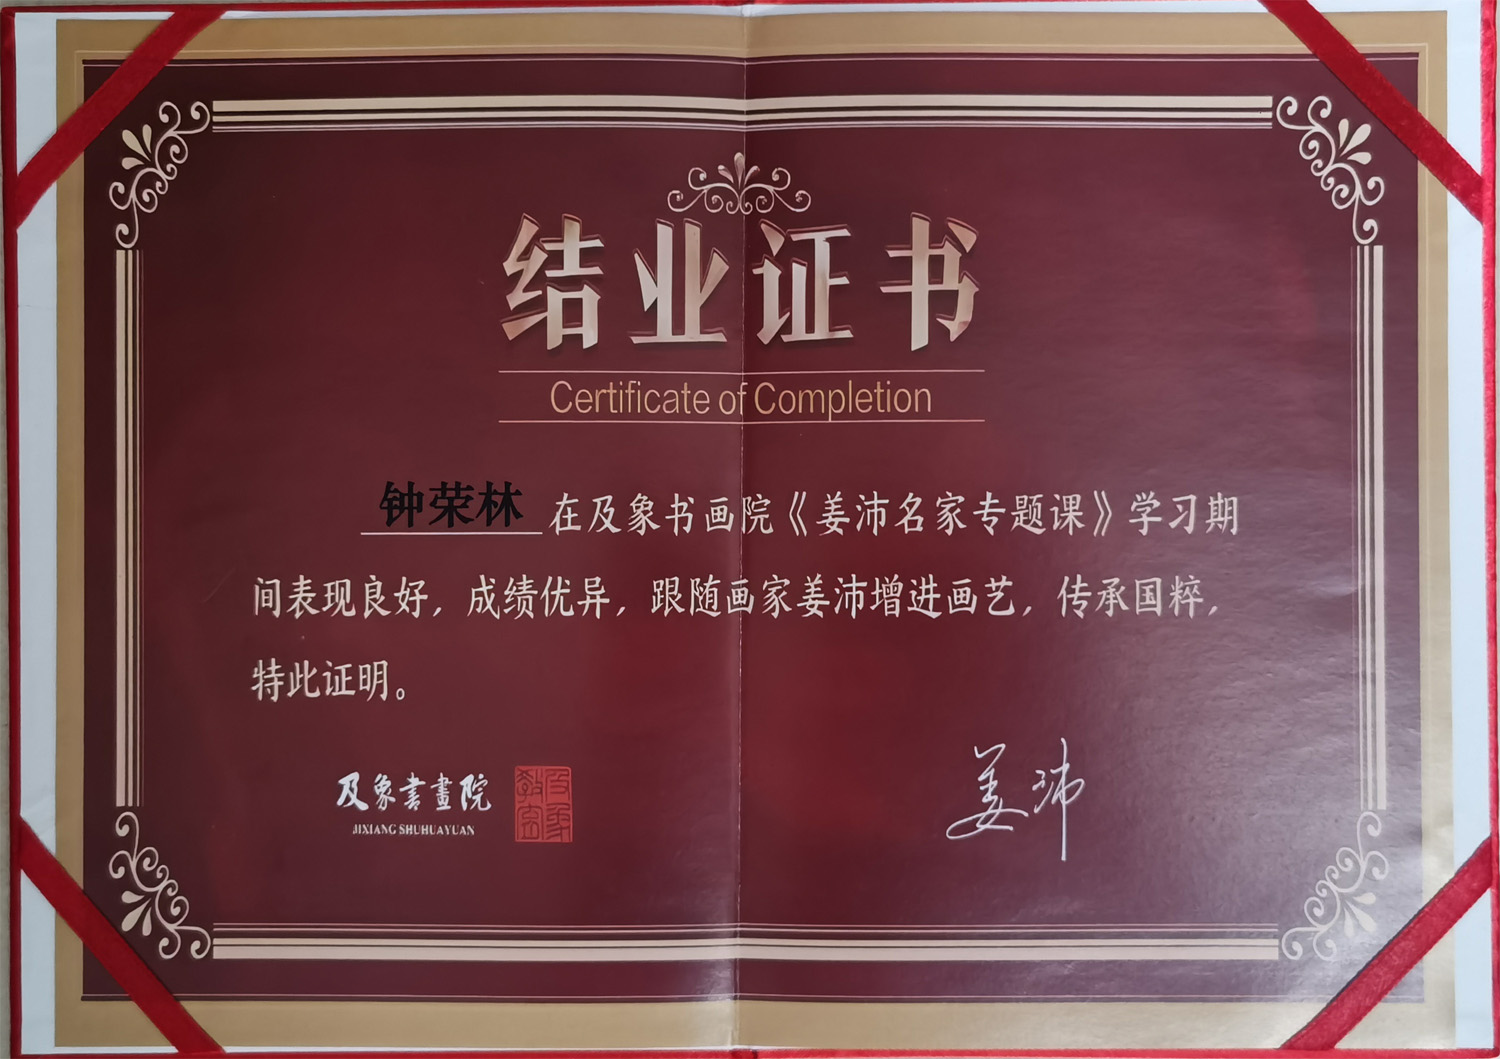 结业证书
Certificate of Completion
钟荣林在及象书画院《姜沛名家专题课》学习期
间表现良好，成绩优异，跟随画家姜沛增进画艺，传承国粹，
特此证明。
及象書畫院
JIXIANG SHUHUAYUAN
姜沛